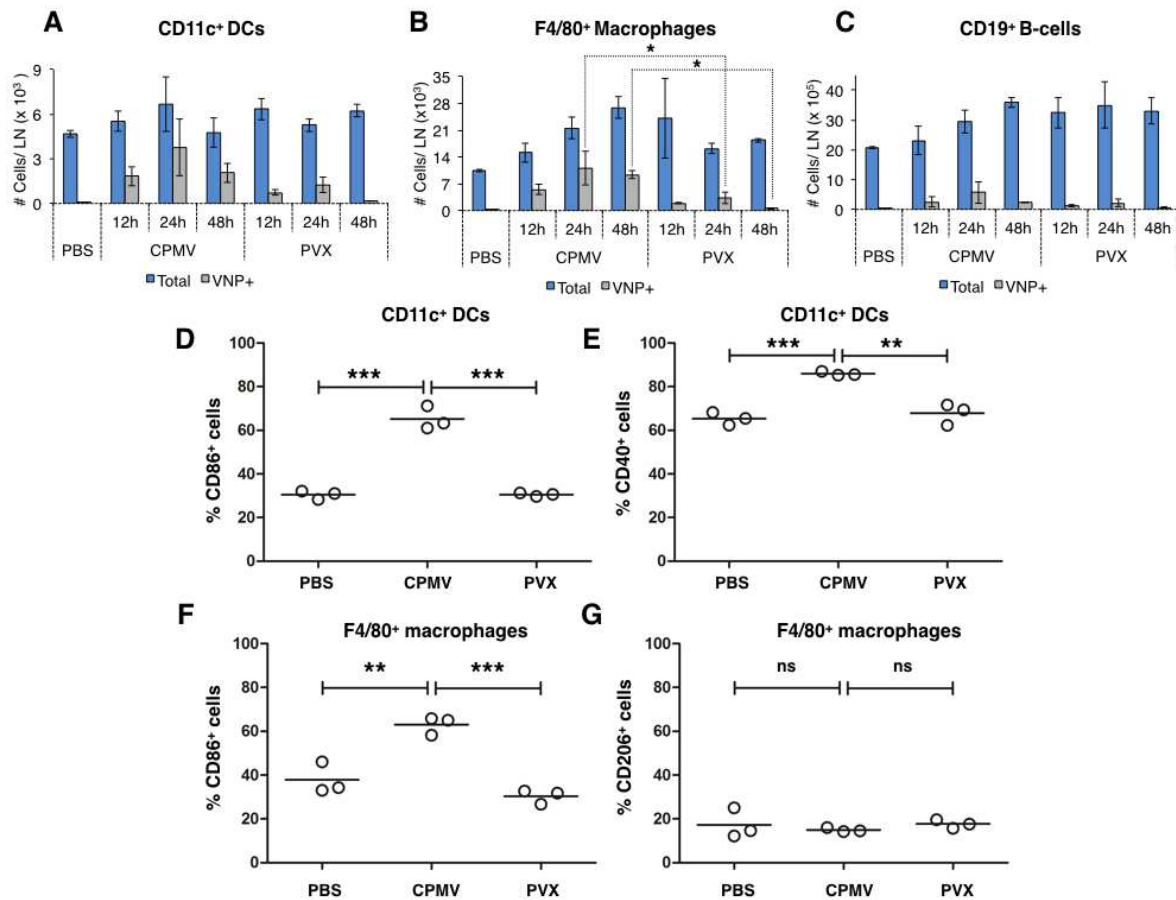 A
CD11c+ DCs
# Cells/ LN (x 10³)
9
6
3
0
12h 24h 48h 12h 24h 48h
PBS CPMV PVX
Total VNP+
B
F4/80+ Macrophages
*
*
# Cells/ LN (x10³)
35
28
21
14
7
0
12h 24h 48h 12h 24h 48h
PBS CPMV PVX
Total VNP+
C
CD19+ B-cells
# Cells/ LN (x 10⁵)
40
30
20
10
0
12h 24h 48h 12h 24h 48h
PBS CPMV PVX
Total VNP+
D
CD11c+ DCs
% CD86+ cells
100
80
60
40
20
0
*** ***
PBS CPMV PVX
E
CD11c+ DCs
% CD40+ cells
100
80
60
40
20
0
*** **
PBS CPMV PVX
F
F4/80+ macrophages
% CD86+ cells
100
80
60
40
20
0
** ***
PBS CPMV PVX
G
F4/80+ macrophages
% CD206+ cells
100
80
60
40
20
0
ns ns
PBS CPMV PVX